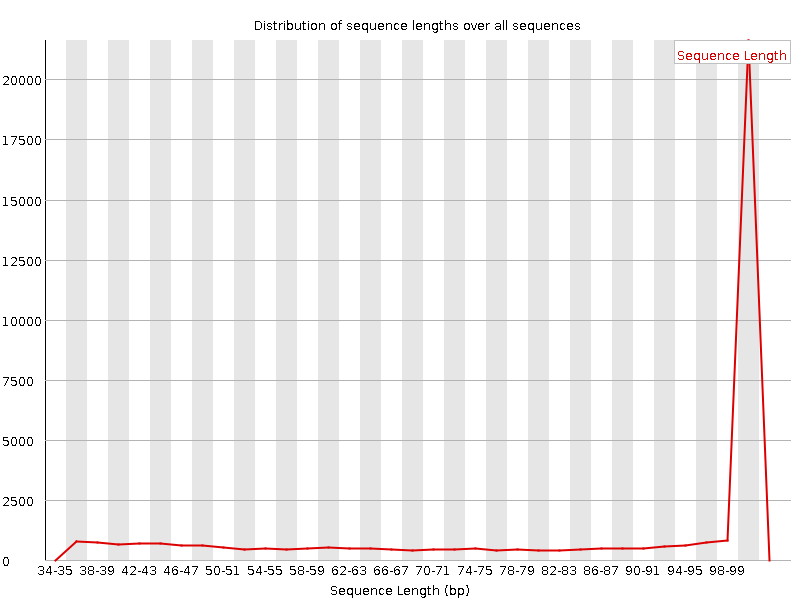 Distribution of sequence lengths over all sequences
Sequence Length
20000
17500
15000
12500
10000
7500
5000
2500
0
34-35 38-39 42-43 46-47 50-51 54-55 58-59 62-63 66-67 70-71 74-75 78-79 82-83 86-87 90-91 94-95 98-99
Sequence Length (bp)